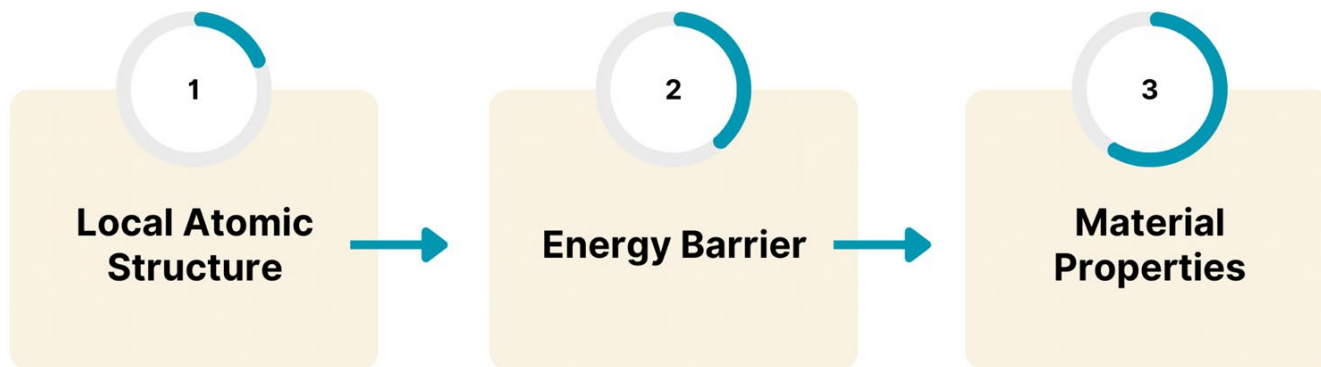 1
2
3
Local Atomic
Structure
Energy Barrier
Material
Properties